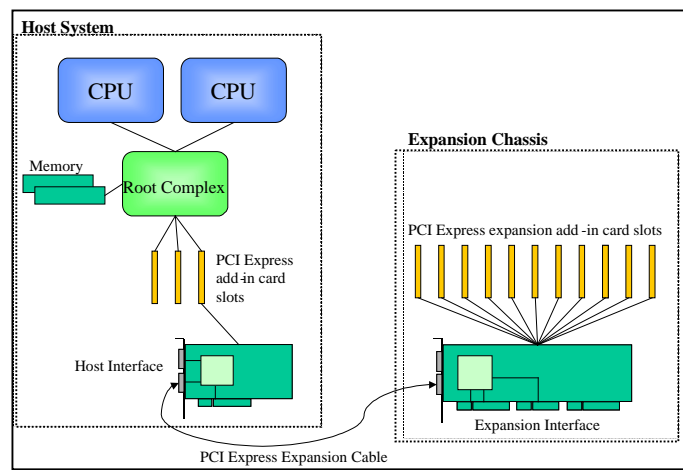 Host System
CPU
CPU
Memory
Root Complex
PCI Express
add-in card
slots
Host Interface
Expansion Chassis
PCI Express expansion add-in card slots
Expansion Interface
PCI Express Expansion Cable